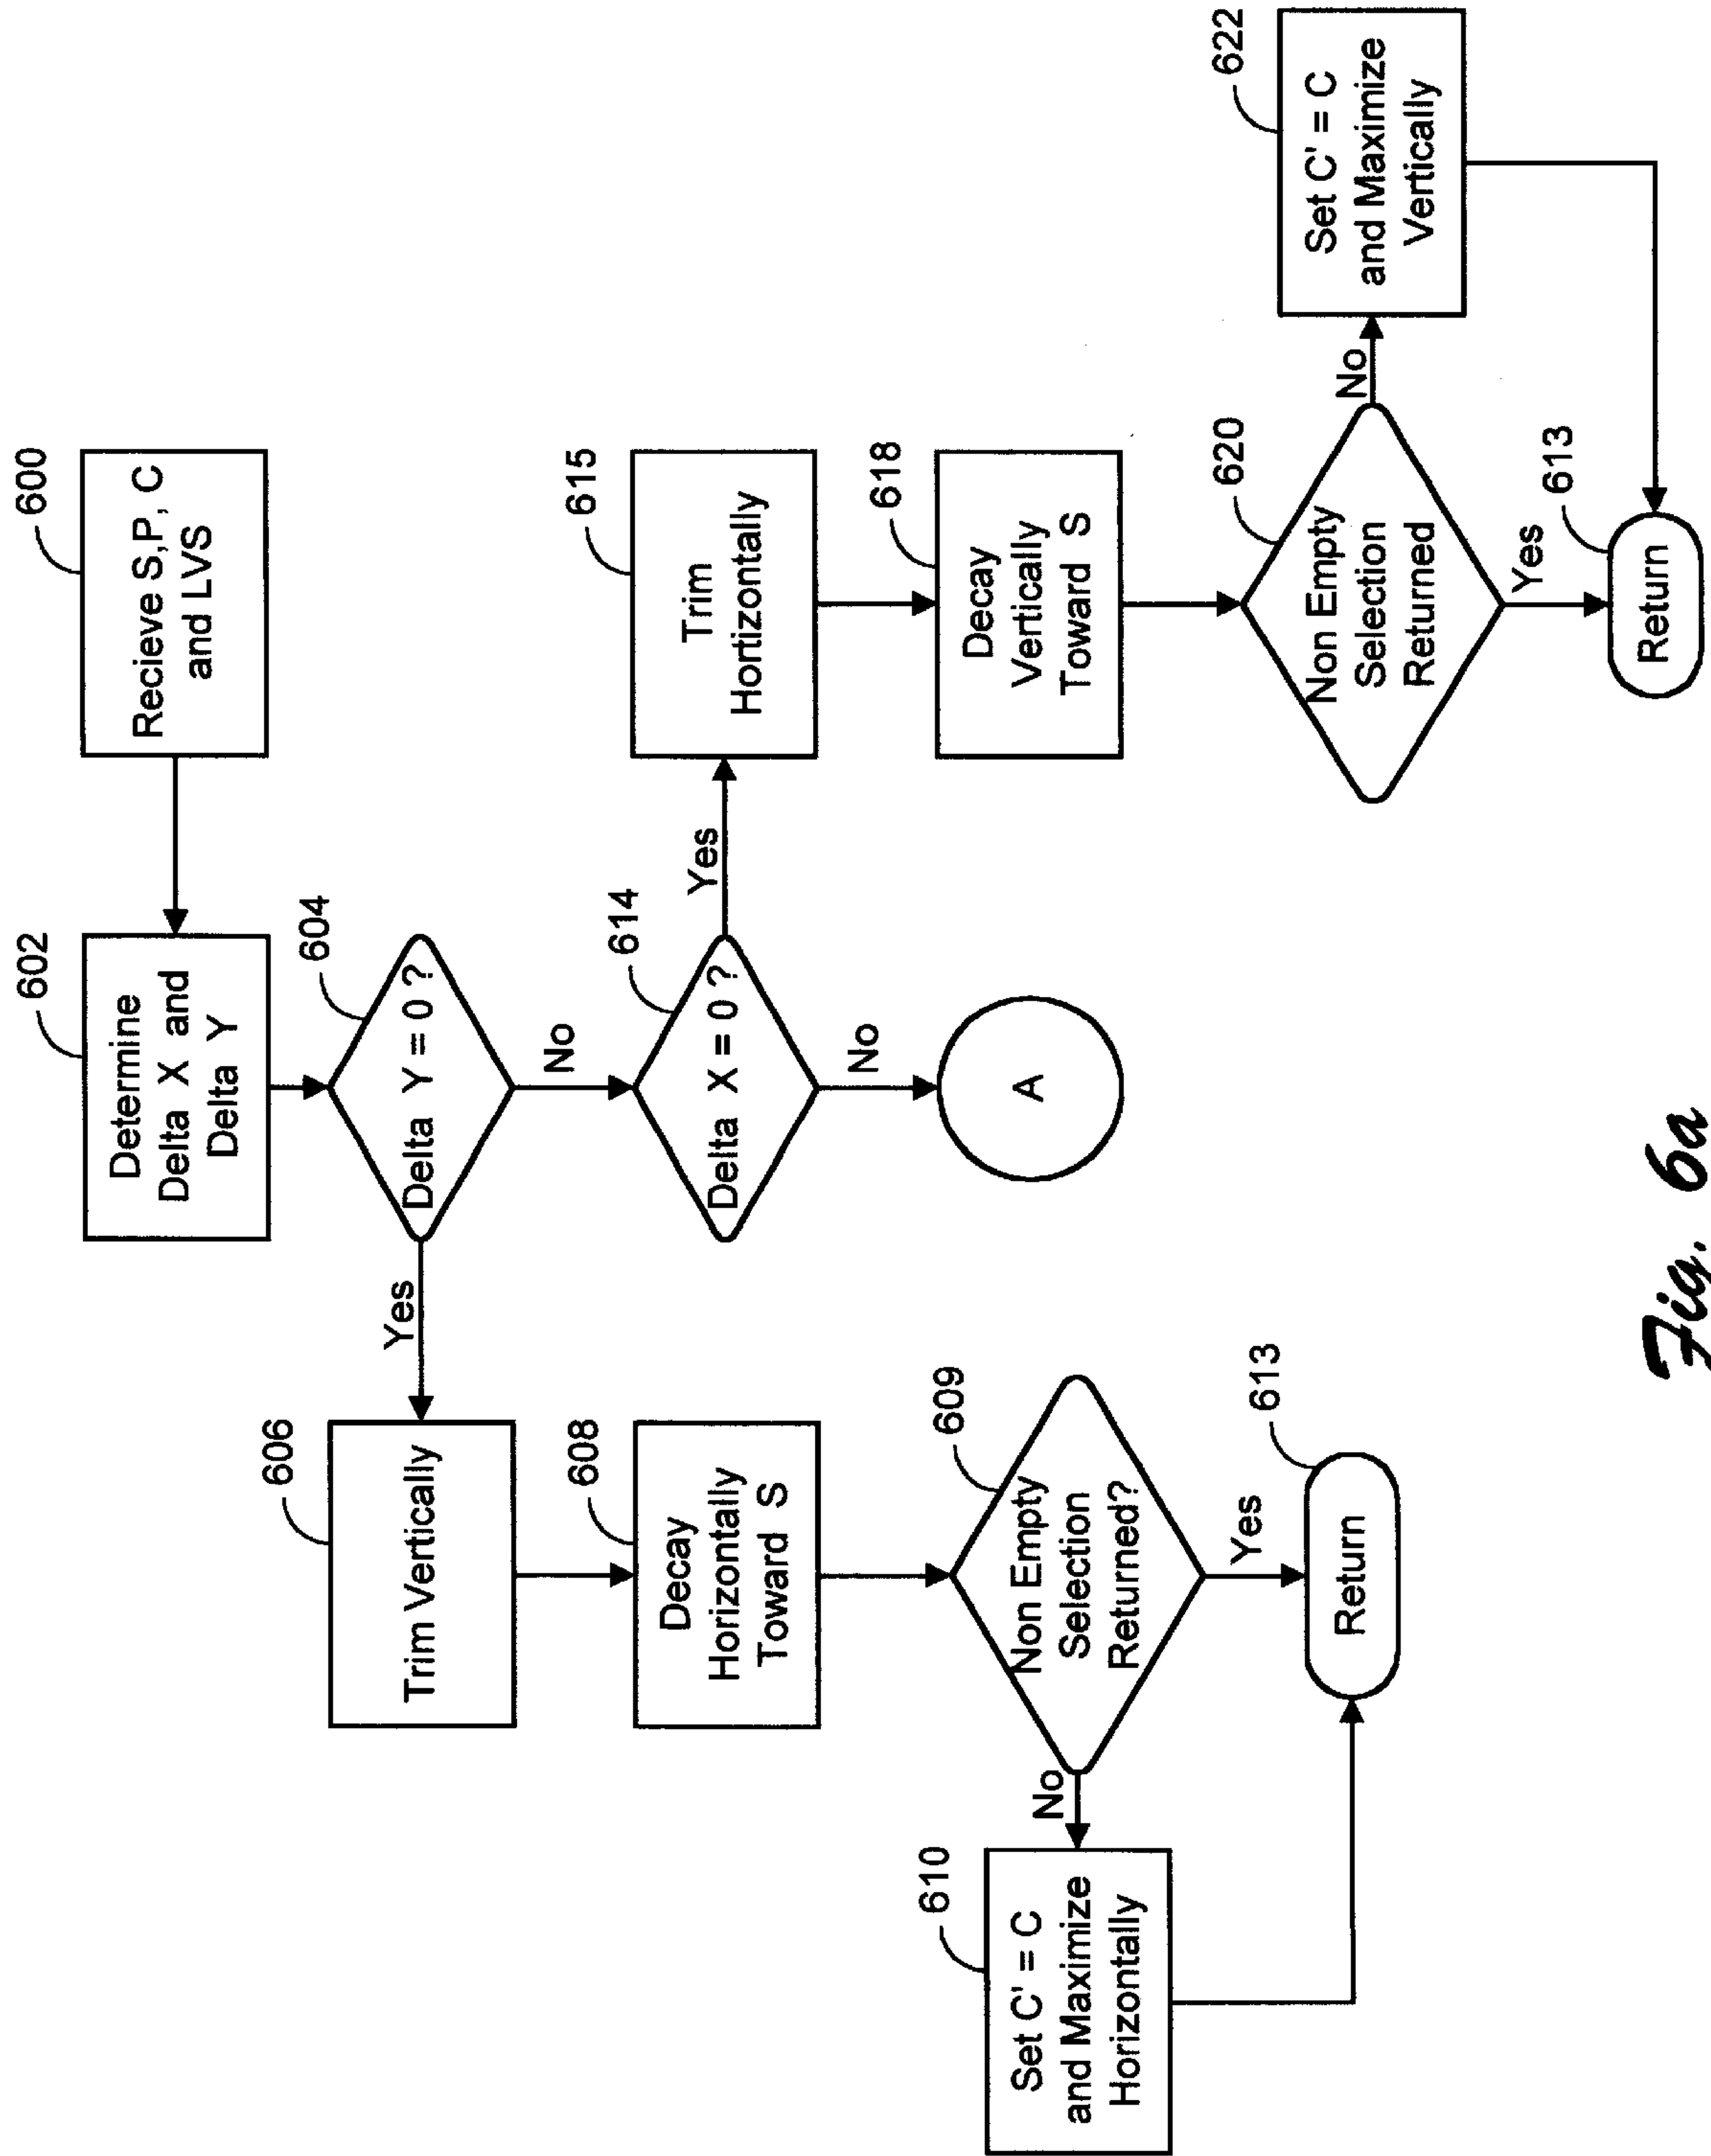 600
Recieve S,P, C
and LVS
602
Determine
Delta X and
Delta Y
604
Delta Y = 0 ?
Yes
No
606
Trim Vertically
608
Decay
Horizontally
Toward S
609
Non Empty
Selection
Returned?
No
Yes
610
Set C' = C
and Maximize
Horizontally
613
Return
614
Delta X = 0 ?
Yes
No
A
615
Trim
Hortizontally
618
Decay
Vertically
Toward S
620
Non Empty
Selection
Returned
No
Yes
622
Set C' = C
and Maximize
Vertically
613
Return
Fig. 6a